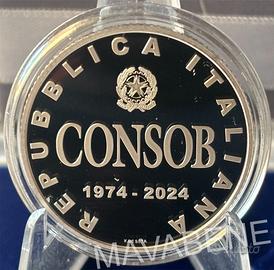 REPUBBLICA ITALIANA
CONSOB
1974 - 2024
MAVABENE